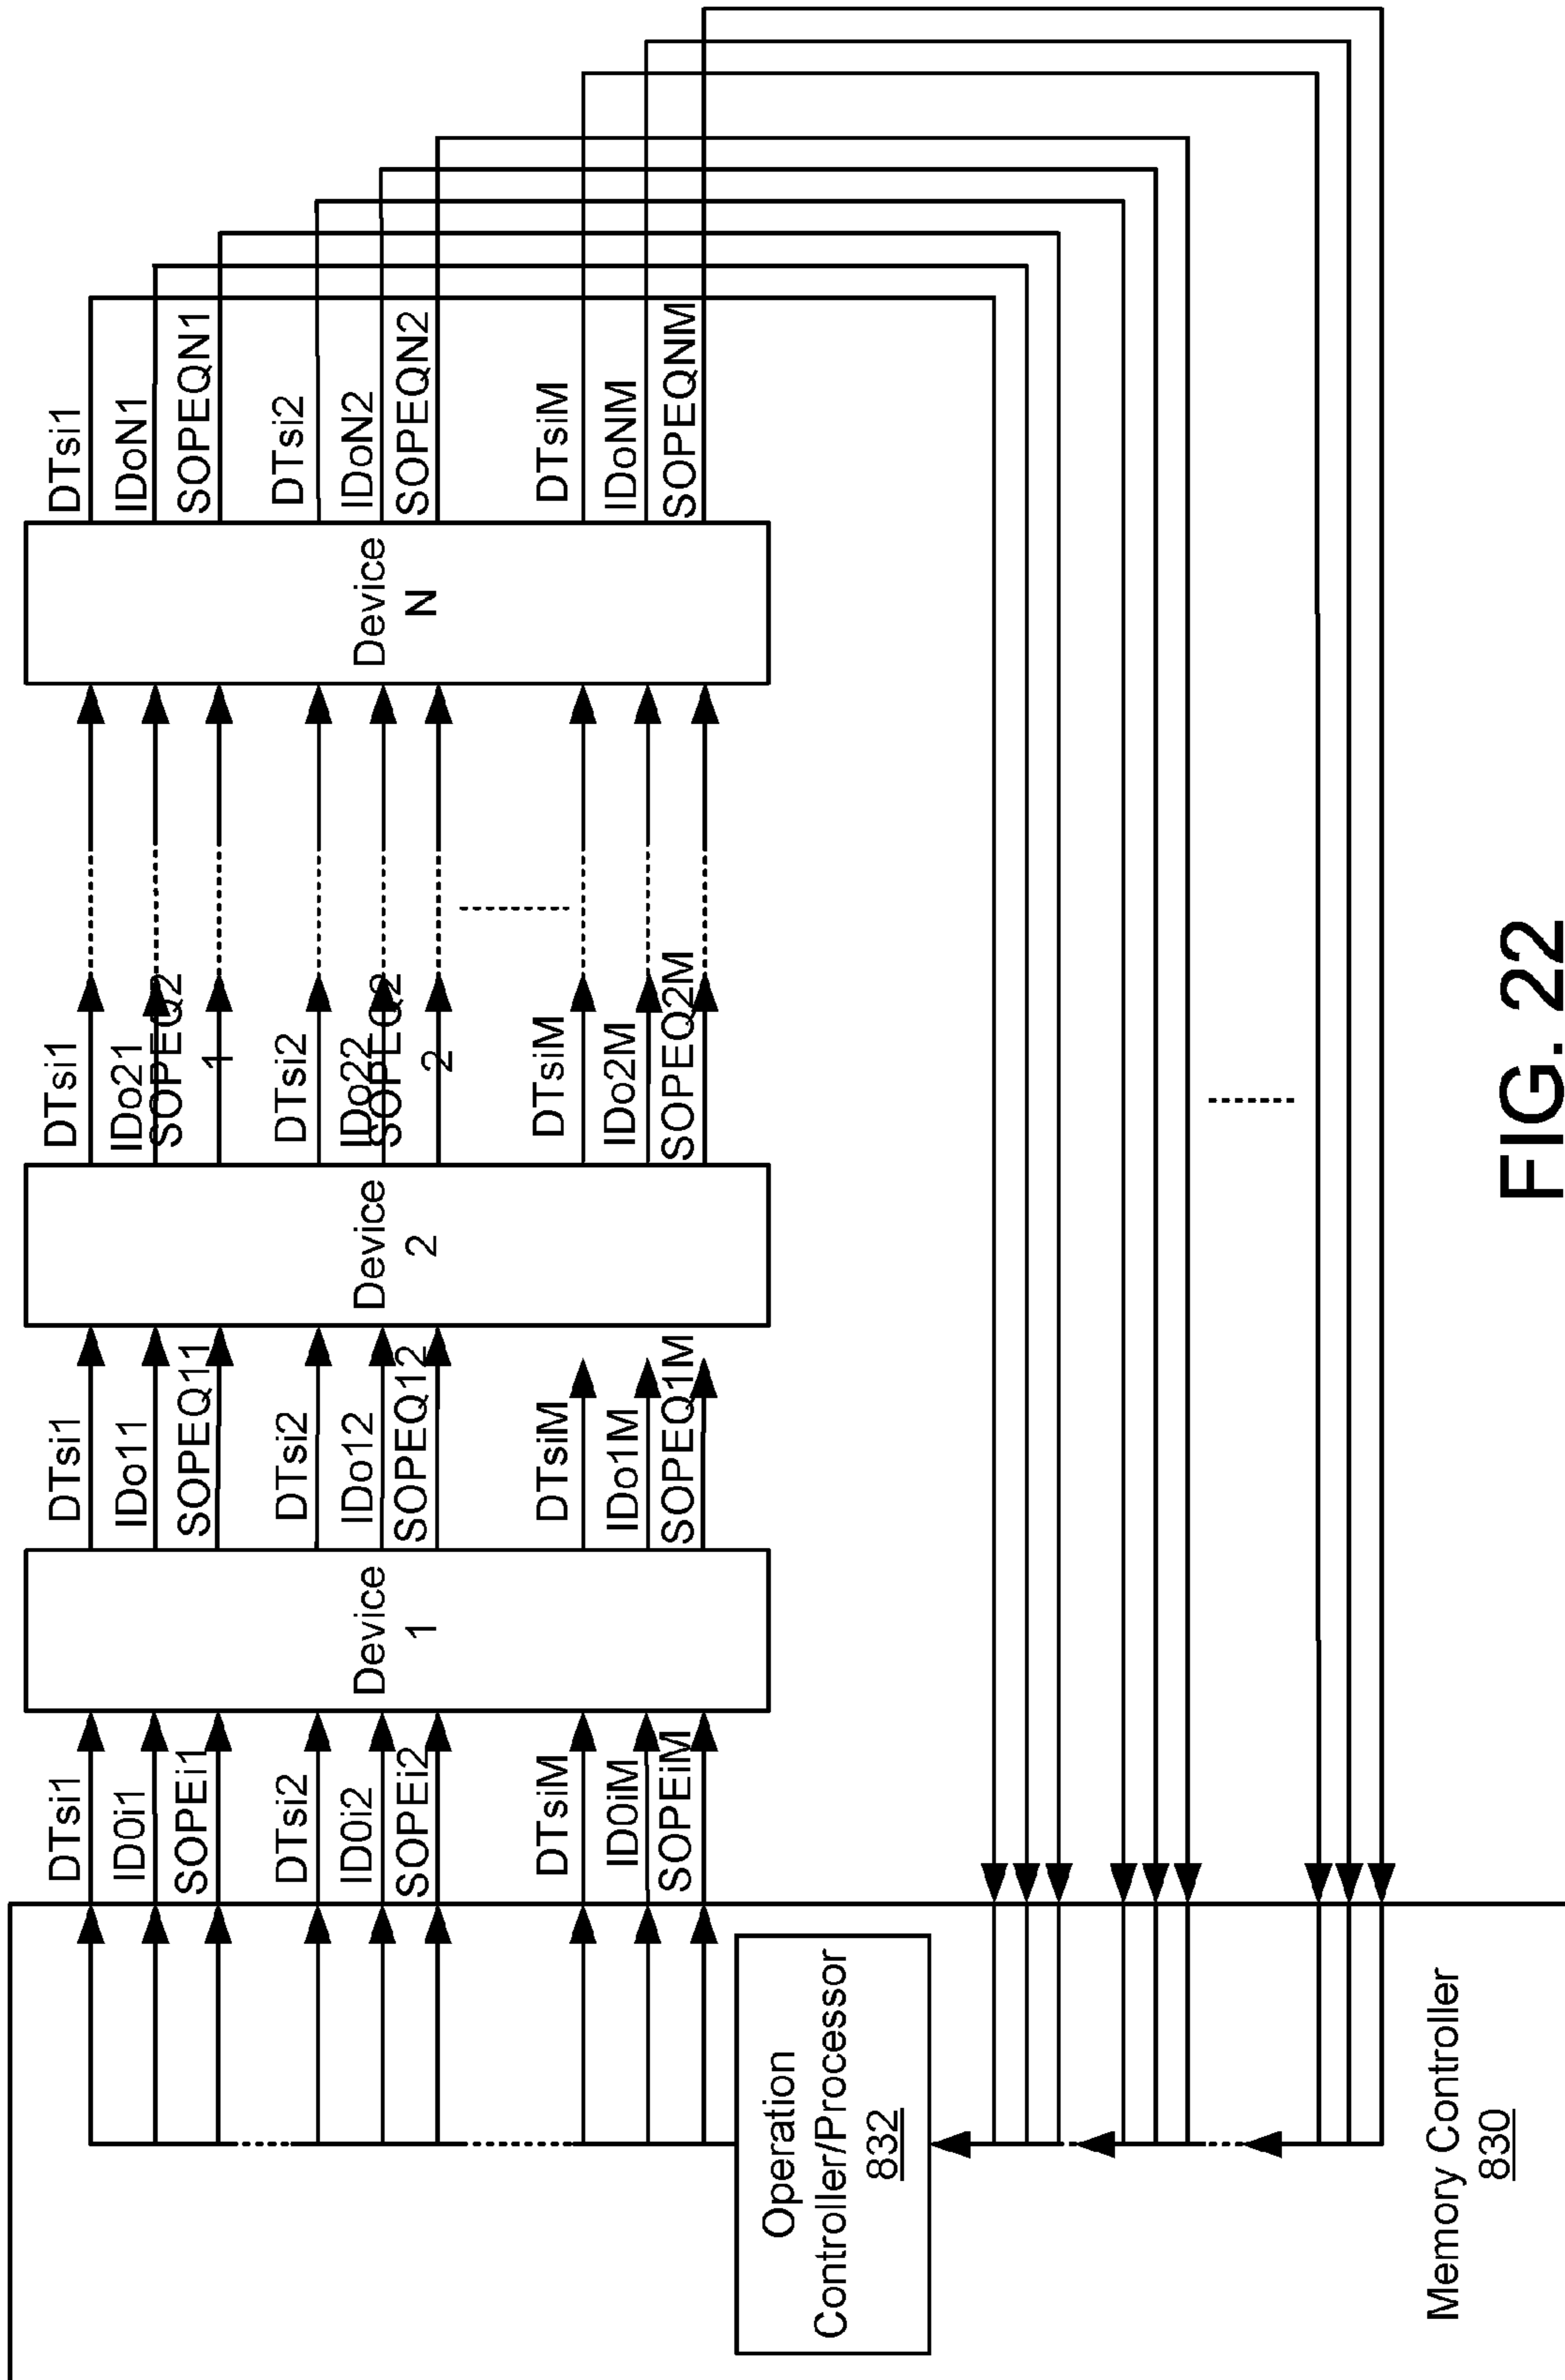 DTsi1
ID0i1
SOPEi1
DTsi2
ID0i2
SOPEi2
DTsiM
ID0iM
SOPEiM
Device
1
DTsi1
IDo11
SOPEQ11
DTsi2
IDo12
SOPEQ12
DTsiM
IDo1M
SOPEQ1M
Device
2
DTsi1
IDo21
SOPEQ2
1
DTsi2
IDo22
SOPEQ2
2
DTsiM
IDo2M
SOPEQ2M
Device
N
DTsi1
IDoN1
SOPEQN1
DTsi2
IDoN2
SOPEQN2
DTsiM
IDoNM
SOPEQNM
Operation
Controller/Processor
832
Memory Controller
830
FIG. 22